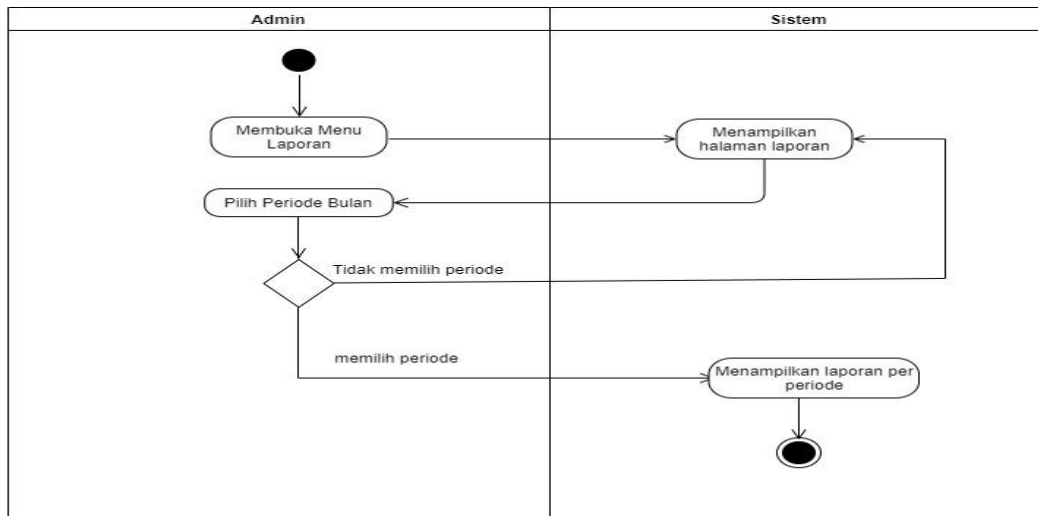 Admin
Sistem
Membuka Menu
Laporan
Menampilkan
halaman laporan
Pilih Periode Bulan
Tidak memilih periode
memilih periode
Menampilkan laporan per
periode